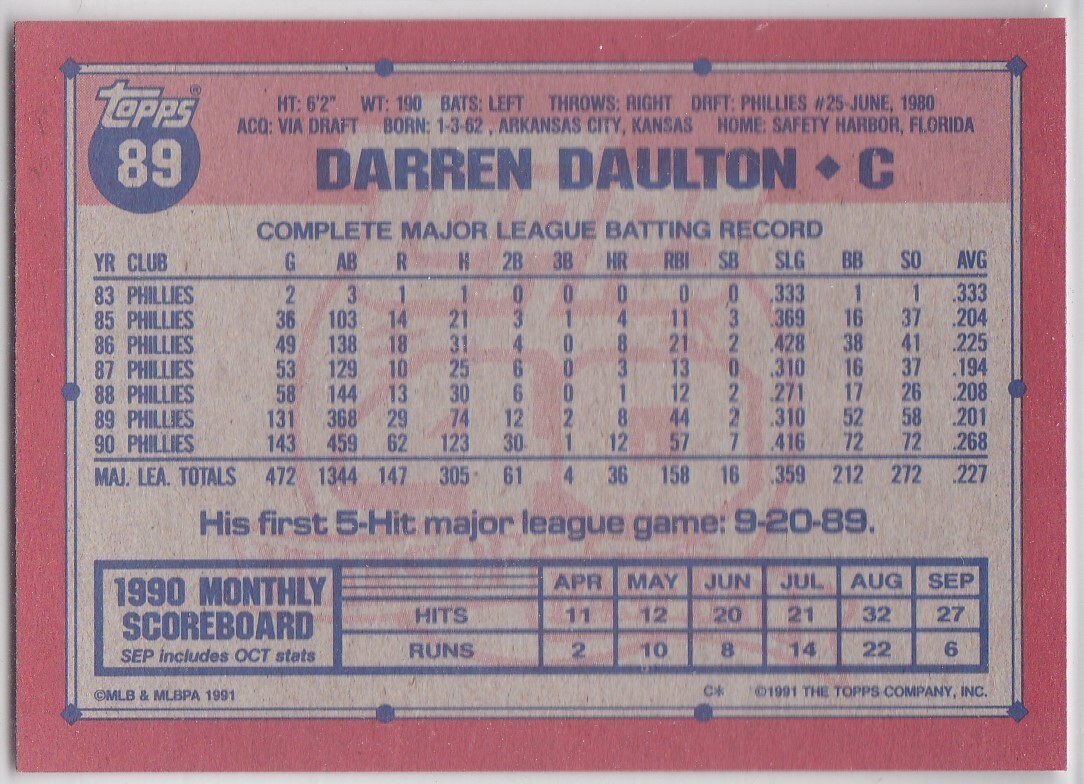 topps®
89
HT: 6'2" WT: 190 BATS: LEFT THROWS: RIGHT DRFT: PHILLIES #25-JUNE, 1980
ACQ: VIA DRAFT BORN: 1-3-62 , ARKANSAS CITY, KANSAS HOME: SAFETY HARBOR, FLORIDA
DARREN DAULTON ◆ C
COMPLETE MAJOR LEAGUE BATTING RECORD
YR CLUB G AB R H 2B 3B HR RBI SB SLG BB SO AVG
83 PHILLIES 2 3 1 1 0 0 0 0 0 .333 1 1 .333
85 PHILLIES 36 103 14 21 3 1 4 11 3 .369 16 37 .204
86 PHILLIES 49 138 18 31 4 0 8 21 2 .428 38 41 .225
87 PHILLIES 53 129 10 25 6 0 3 13 0 .310 16 37 .194
88 PHILLIES 58 144 13 30 6 0 1 12 2 .271 17 26 .208
89 PHILLIES 131 368 29 74 12 2 8 44 2 .310 52 58 .201
90 PHILLIES 143 459 62 123 30 1 12 57 7 .416 72 72 .268
MAJ. LEA. TOTALS 472 1344 147 305 61 4 36 158 16 .359 212 272 .227
His first 5-Hit major league game: 9-20-89.
1990 MONTHLY
SCOREBOARD
SEP includes OCT stats
APR MAY JUN JUL AUG SEP
HITS 11 12 20 21 32 27
RUNS 2 10 8 14 22 6
©MLB & MLBPA 1991
C* ©1991 THE TOPPS COMPANY, INC.